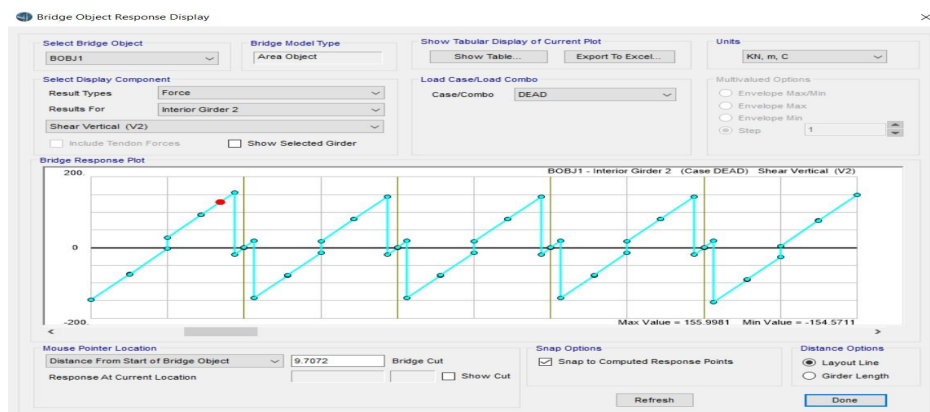 Bridge Object Response Display
Select Bridge Object
BOBJ1
Bridge Model Type
Area Object
Show Tabular Display of Current Plot
Show Table...
Export To Excel...
Units
KN, m, C
Select Display Component
Result Types
Force
Results For
Interior Girder 2
Shear Vertical (V2)
Include Tendon Forces
Show Selected Girder
Load Case/Load Combo
Case/Combo
DEAD
Multivalued Options
Envelope Max/Min
Envelope Max
Envelope Min
Step
1
Bridge Response Plot
200.
BOBJ1 - Interior Girder 2 (Case DEAD) Shear Vertical (V2)
0
-200.
Max Value = 155.9981 Min Value = -154.5711
Mouse Pointer Location
Distance From Start of Bridge Object
9.7072
Bridge Cut
Response At Current Location
Show Cut
Snap Options
Snap to Computed Response Points
Distance Options
Layout Line
Girder Length
Refresh
Done